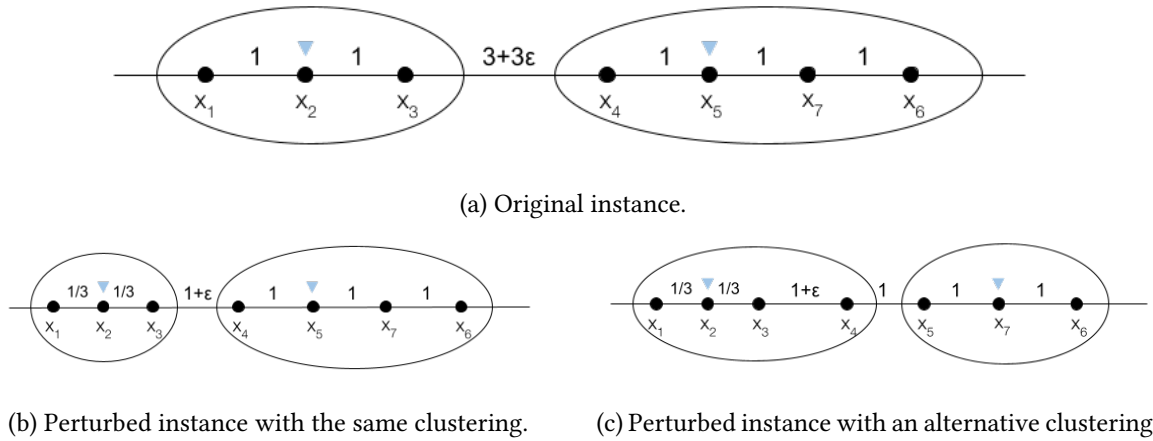 1 1 3+3ε 1 1 1
x₁ x₂ x₃ x₄ x₅ x₇ x₆
(a) Original instance.
1/3 1/3 1+ε 1 1 1
x₁ x₂ x₃ x₄ x₅ x₇ x₆
(b) Perturbed instance with the same clustering.
1/3 1/3 1+ε 1 1 1
x₁ x₂ x₃ x₄ x₅ x₇ x₆
(c) Perturbed instance with an alternative clustering